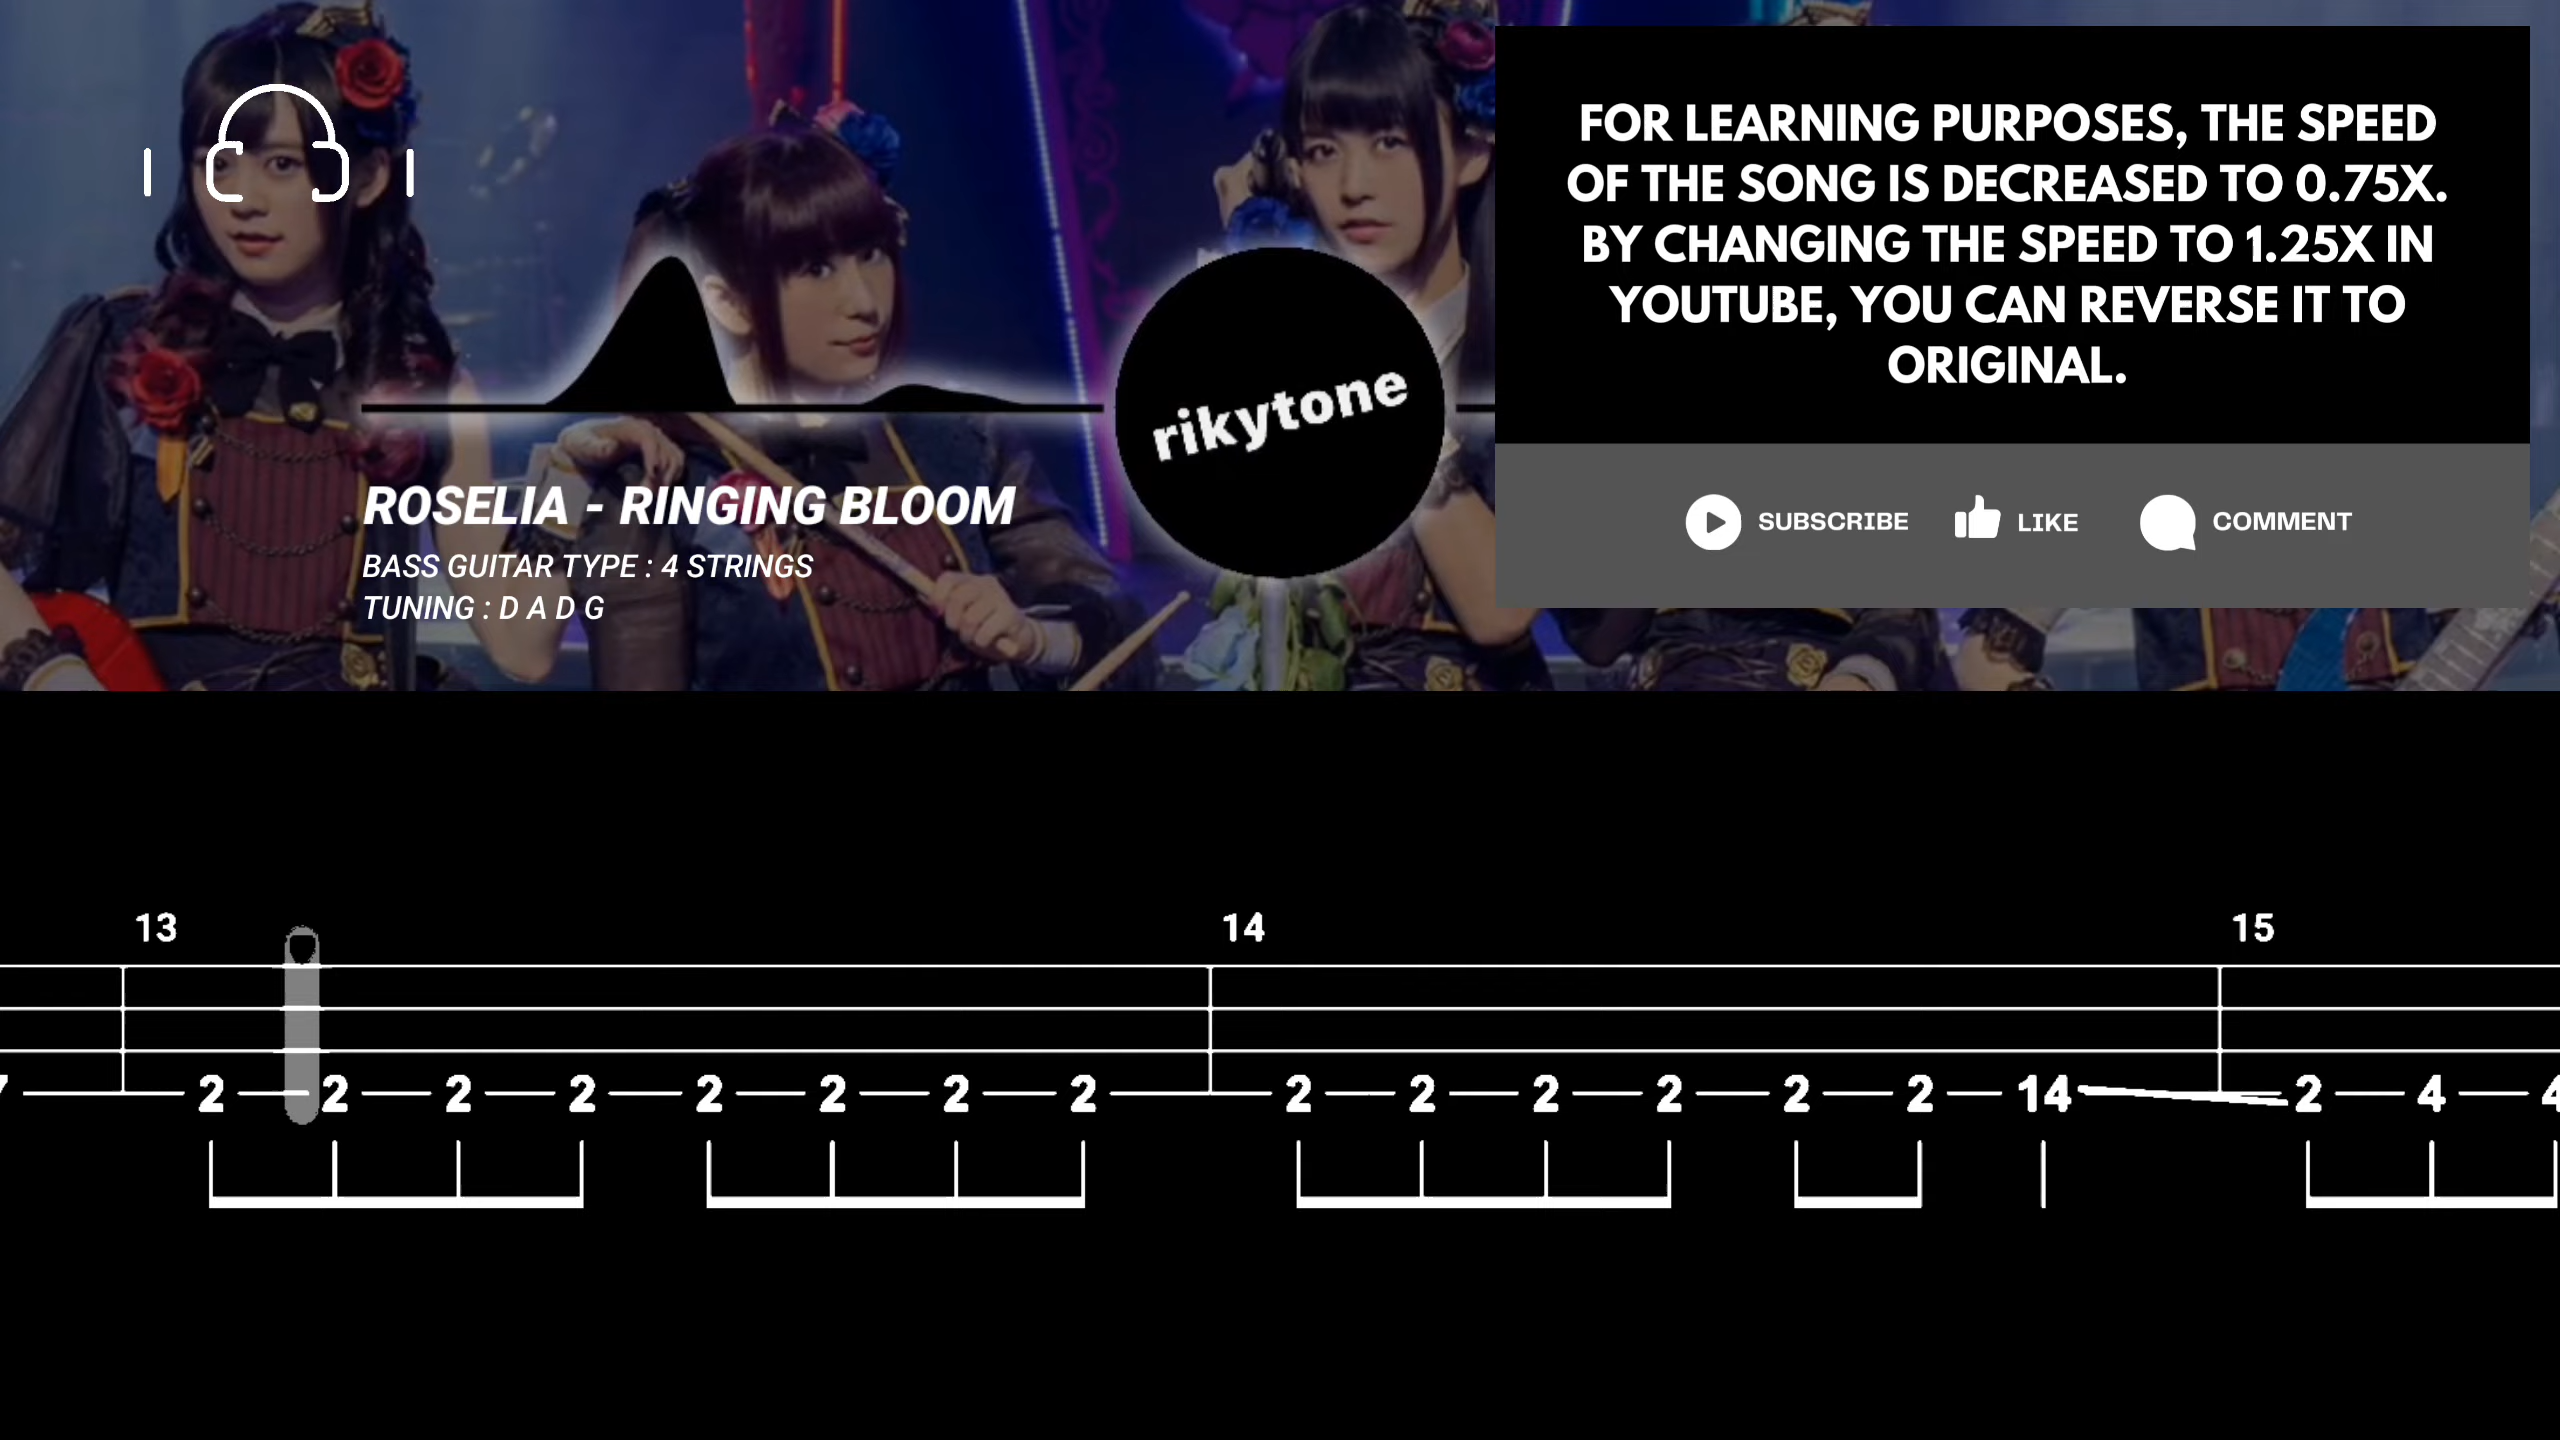 FOR LEARNING PURPOSES, THE SPEED
OF THE SONG IS DECREASED TO 0.75X.
BY CHANGING THE SPEED TO 1.25X IN
YOUTUBE, YOU CAN REVERSE IT TO
ORIGINAL.
rikytone
SUBSCRIBE LIKE COMMENT
ROSELIA - RINGING BLOOM
BASS GUITAR TYPE : 4 STRINGS
TUNING : D A D G
13 14 15
7 2 2 2 2 2 2 2 2 2 2 2 2 2 2 14 2 4 4